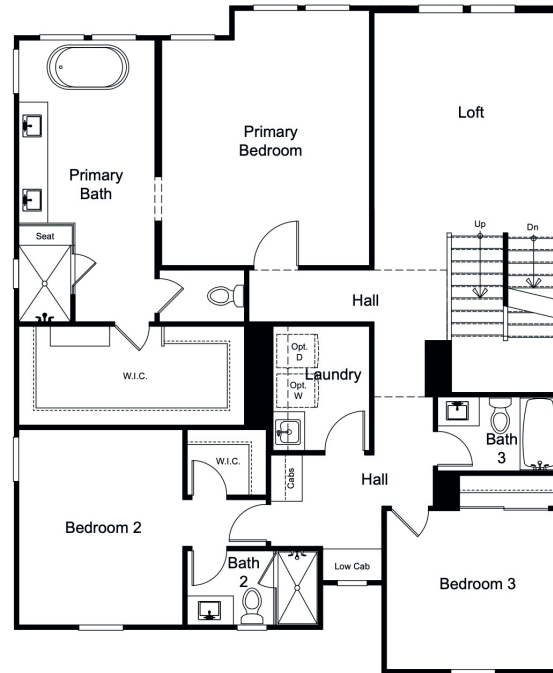 Loft
Primary
Bedroom
Primary
Bath
Up
Dn
Seat
Hall
Opt.
D
Laundry
W.I.C.
Opt.
W
Bath
3
W.I.C.
Cabs
Hall
Bedroom 2
Bath
2
Low Cab
Bedroom 3